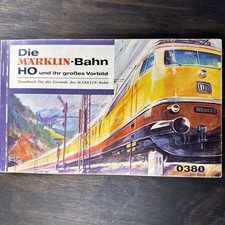 Die
MÄRKLIN-Bahn
HO und ihr großes Vorbild
Handbuch für die Freunde der MÄRKLIN-Bahn
0380